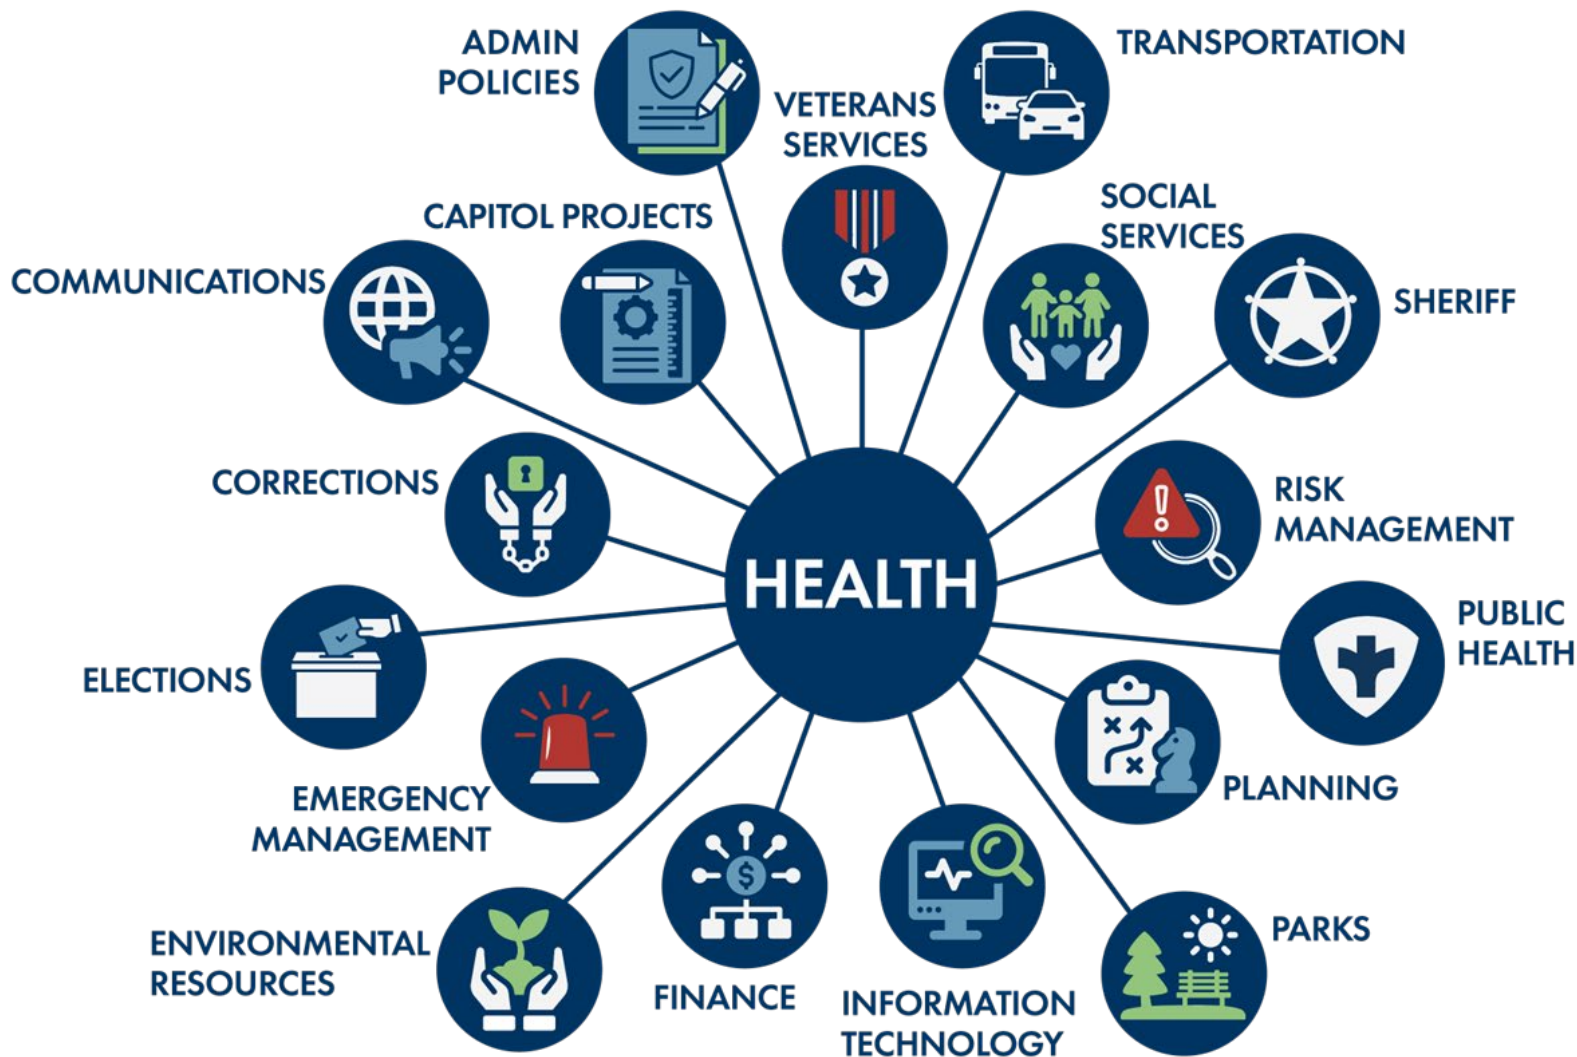 ADMIN
POLICIES
TRANSPORTATION
VETERANS
SERVICES
SOCIAL
SERVICES
CAPITOL PROJECTS
COMMUNICATIONS
SHERIFF
CORRECTIONS
RISK
MANAGEMENT
HEALTH
PUBLIC
HEALTH
ELECTIONS
PLANNING
EMERGENCY
MANAGEMENT
$
ENVIRONMENTAL
RESOURCES
PARKS
FINANCE
INFORMATION
TECHNOLOGY